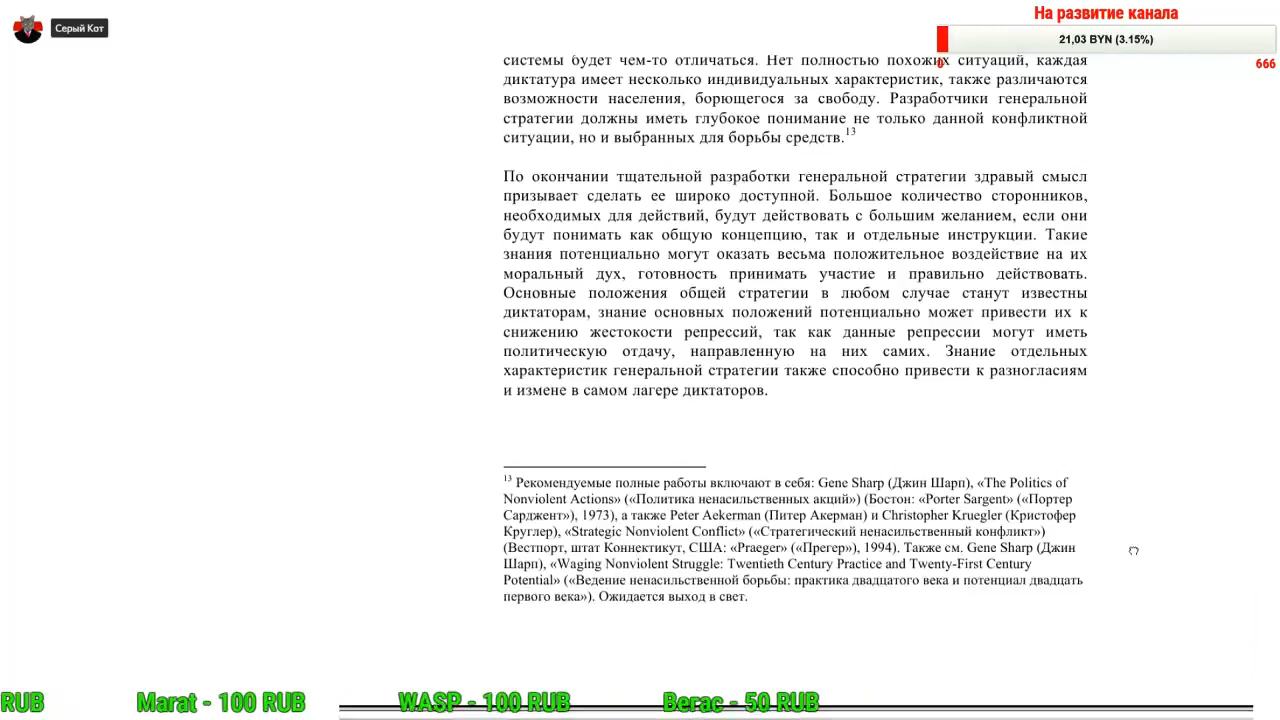 Серый Кот
На развитие канала
21,03 BYN (3.15%)
0
666
системы будет чем-то отличаться. Нет полностью похожих ситуаций, каждая
диктатура имеет несколько индивидуальных характеристик, также различаются
возможности населения, борющегося за свободу. Разработчики генеральной
стратегии должны иметь глубокое понимание не только данной конфликтной
ситуации, но и выбранных для борьбы средств.13
По окончании тщательной разработки генеральной стратегии здравый смысл
призывает сделать ее широко доступной. Большое количество сторонников,
необходимых для действий, будут действовать с большим желанием, если они
будут понимать как общую концепцию, так и отдельные инструкции. Такие
знания потенциально могут оказать весьма положительное воздействие на их
моральный дух, готовность принимать участие и правильно действовать.
Основные положения общей стратегии в любом случае станут известны
диктаторам, знание основных положений потенциально может привести их к
снижению жестокости репрессий, так как данные репрессии могут иметь
политическую отдачу, направленную на них самих. Знание отдельных
характеристик генеральной стратегии также способно привести к разногласиям
и измене в самом лагере диктаторов.
13 Рекомендуемые полные работы включают в себя: Gene Sharp (Джин Шарп), «The Politics of
Nonviolent Actions» («Политика ненасильственных акций») (Бостон: «Porter Sargent» («Портер
Сарджент»), 1973), а также Peter Aekerman (Питер Акерман) и Christopher Kruegler (Кристофер
Круглер), «Strategic Nonviolent Conflict» («Стратегический ненасильственный конфликт»)
(Вестпорт, штат Коннектикут, США: «Praeger» («Прегер»), 1994). Также см. Gene Sharp (Джин
Шарп), «Waging Nonviolent Struggle: Twentieth Century Practice and Twenty-First Century
Potential» («Ведение ненасильственной борьбы: практика двадцатого века и потенциал двадцать
первого века»). Ожидается выход в свет.
RUB Marat - 100 RUB WASP - 100 RUB Вегас - 50 RUB